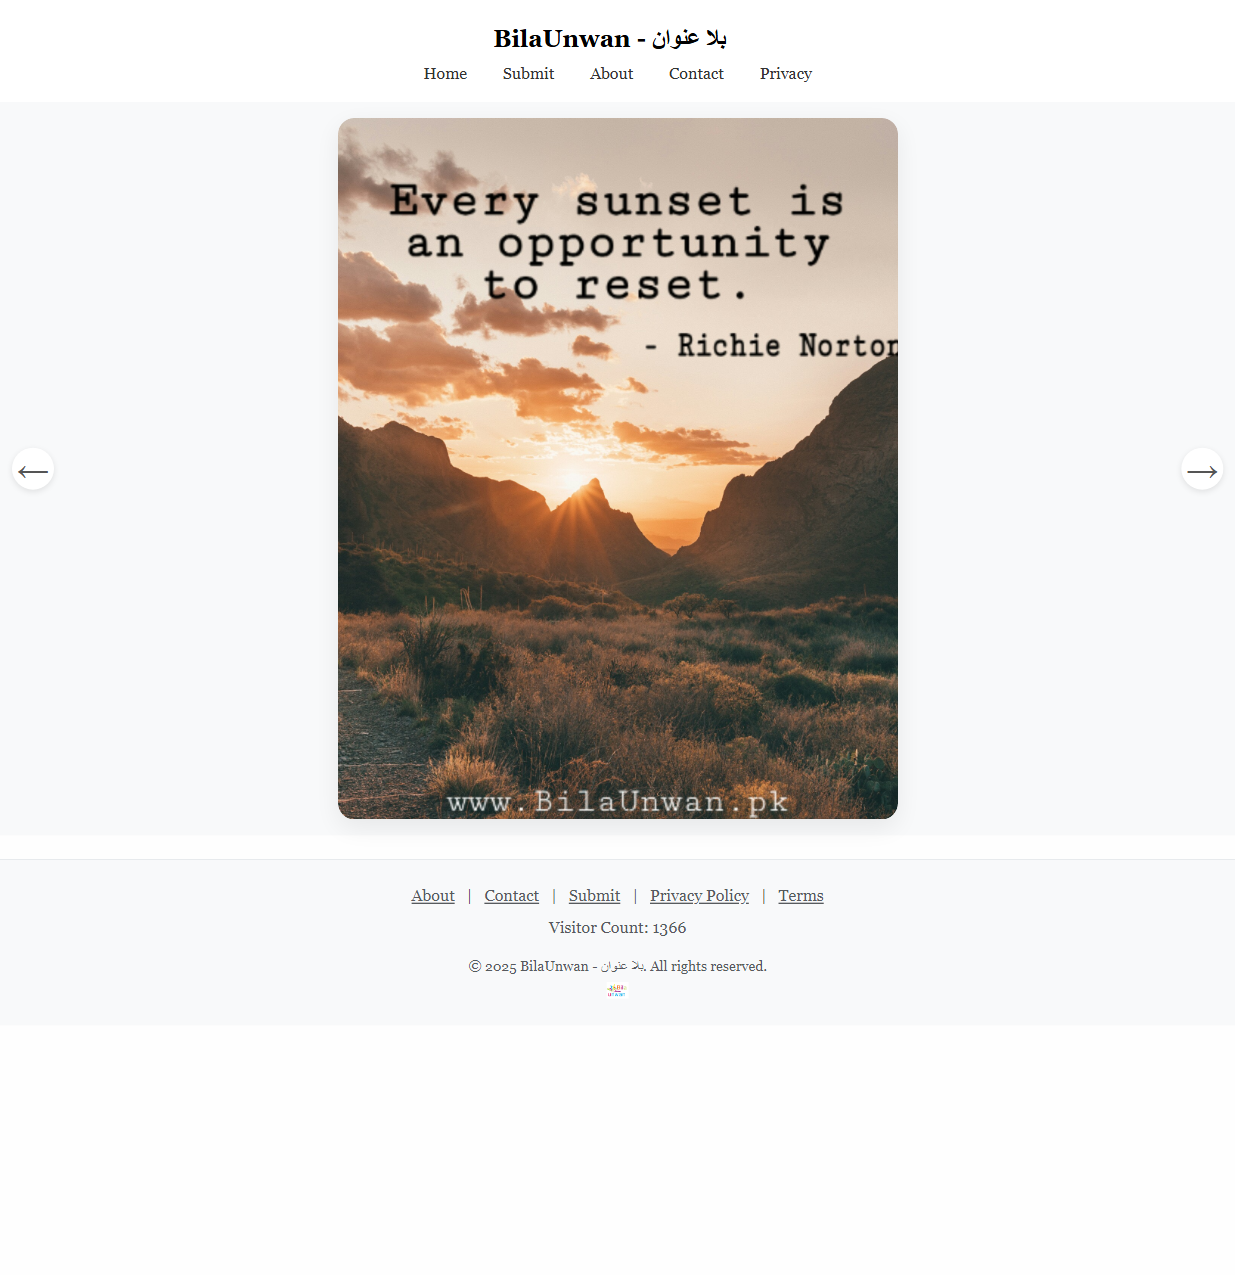 BilaUnwan - بلا عنوان
Home Submit About Contact Privacy
Every sunset is
an opportunity
to reset.
- Richie Norton
← →
www.BilaUnwan.pk
About | Contact | Submit | Privacy Policy | Terms
Visitor Count: 1366
© 2025 BilaUnwan - بلا عنوان. All rights reserved.